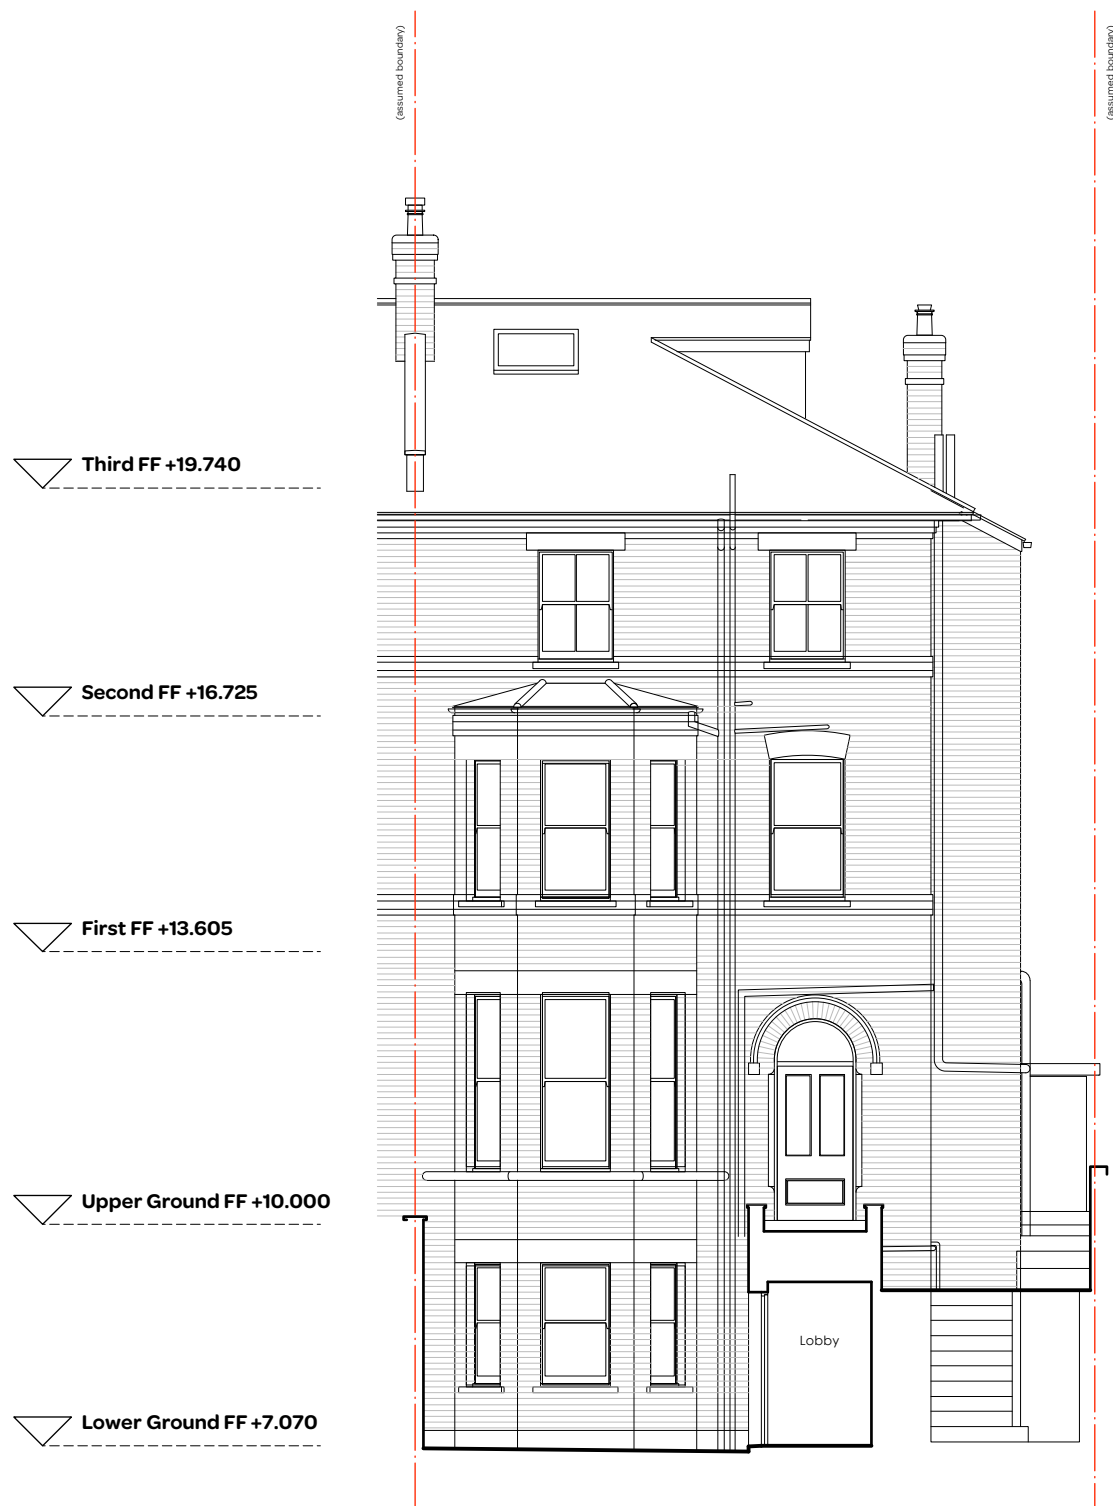 (assumed boundary)
(assumed boundary)
Third FF +19.740
Second FF +16.725
First FF +13.605
Upper Ground FF +10.000
Lobby
Lower Ground FF +7.070